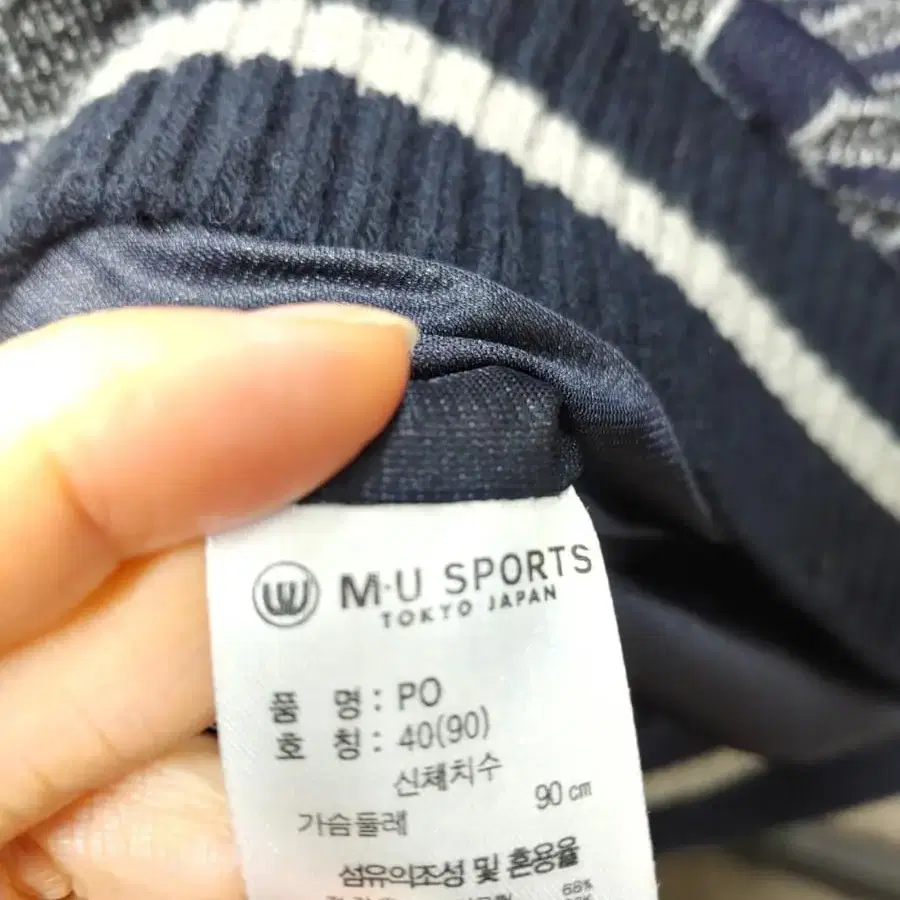 M·U SPORTS
TOKYO JAPAN
품 명 : PO
호 칭 : 40(90)
신체치수
가슴둘레 90 cm
섬유의조성 및 혼용율